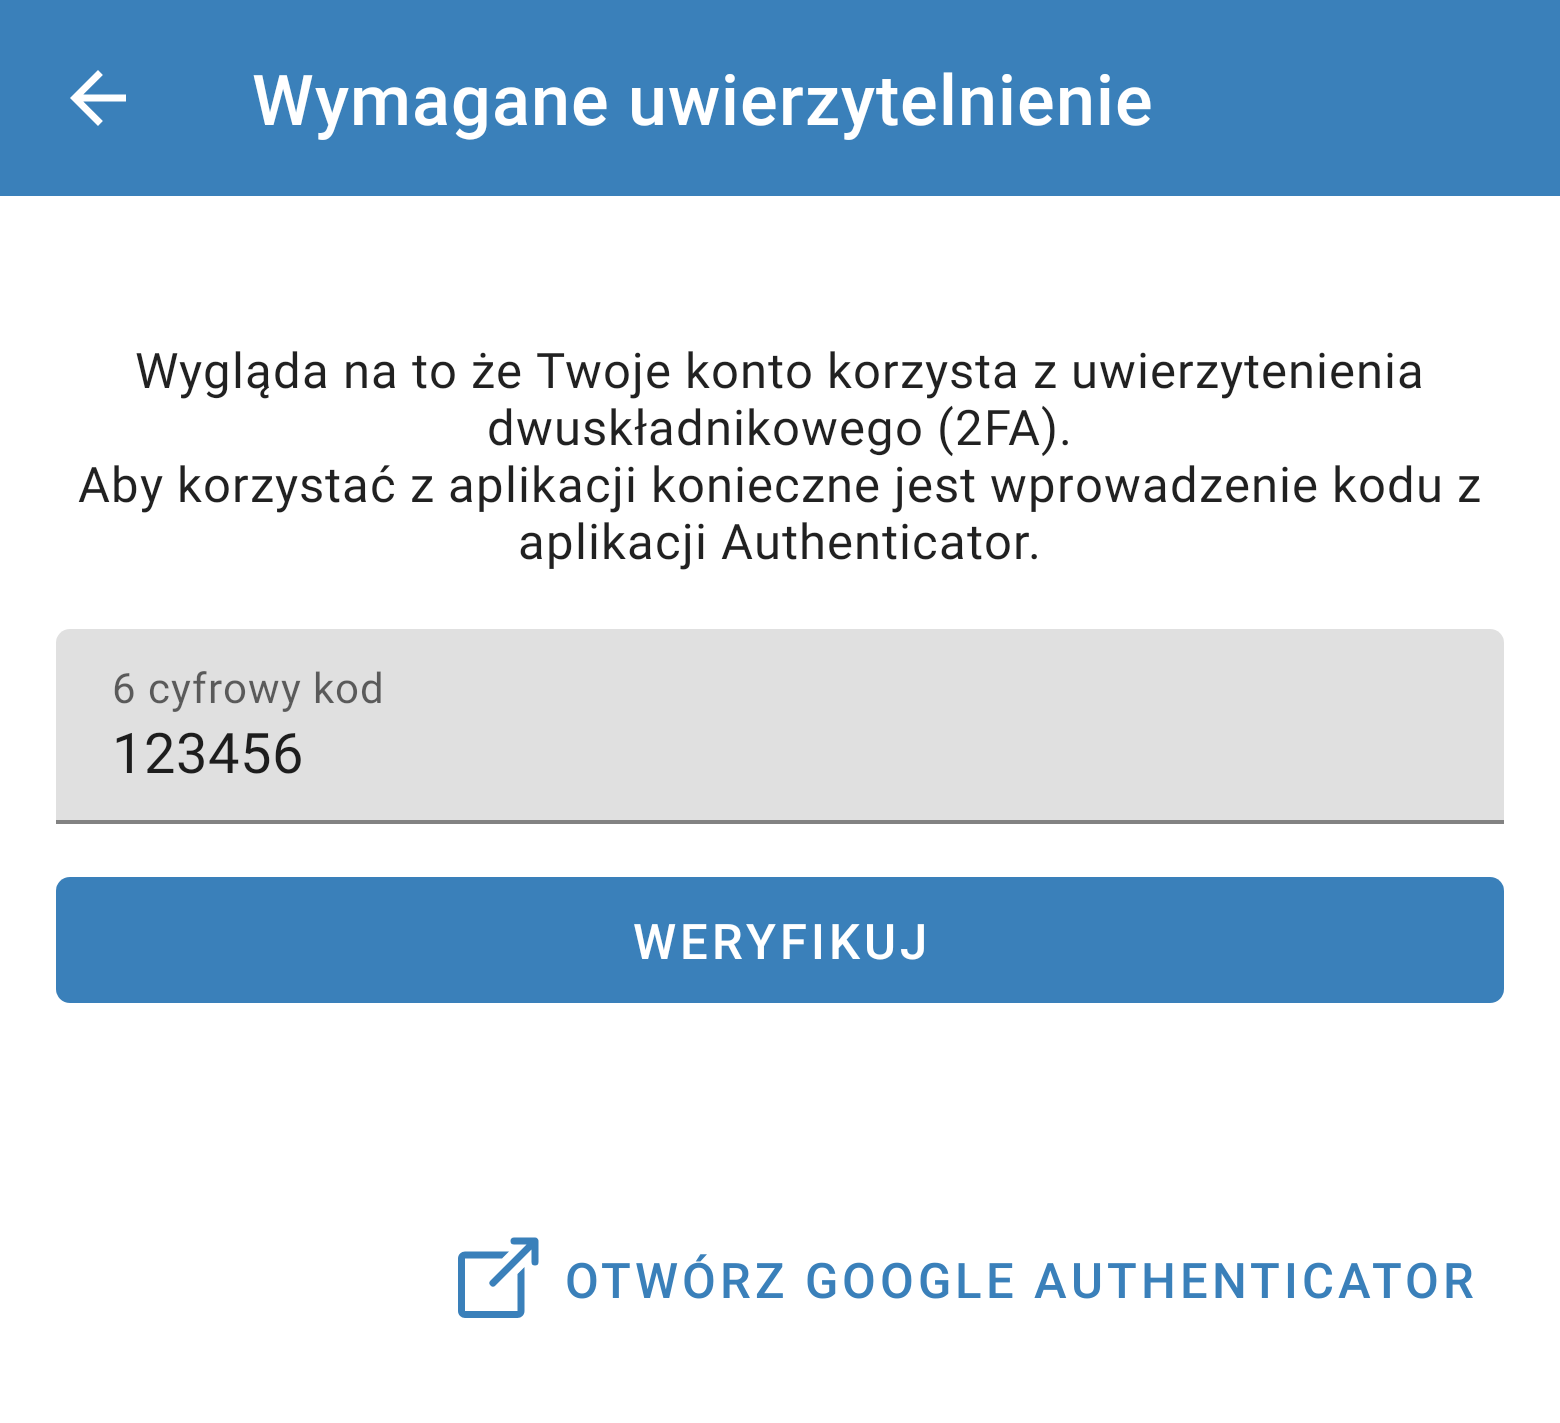 Wymagane uwierzytelnienie
Wygląda na to że Twoje konto korzysta z uwierzytenienia
dwuskładnikowego (2FA).
Aby korzystać z aplikacji konieczne jest wprowadzenie kodu z
aplikacji Authenticator.
6 cyfrowy kod
123456
WERYFIKUJ
OTWÓRZ GOOGLE AUTHENTICATOR